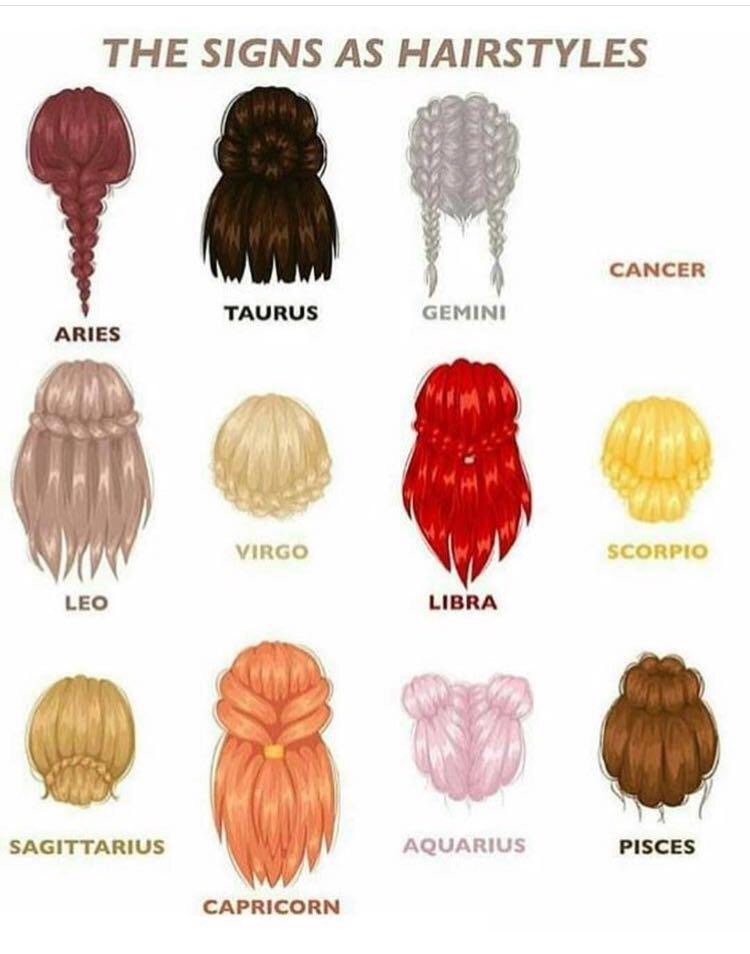 THE SIGNS AS HAIRSTYLES
ARIES
TAURUS
GEMINI
CANCER
LEO
VIRGO
LIBRA
SCORPIO
SAGITTARIUS
CAPRICORN
AQUARIUS
PISCES